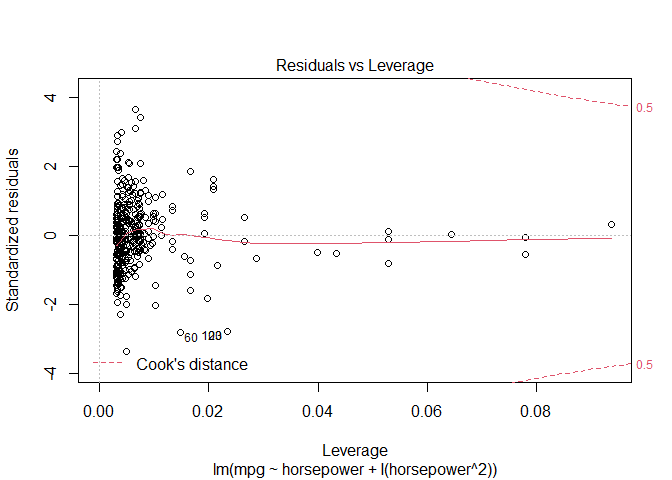 Residuals vs Leverage
Standardized residuals
4
2
0
-2
-4
0.5
0.5
60
Cook's distance
0.00 0.02 0.04 0.06 0.08
Leverage
lm(mpg ~ horsepower + I(horsepower^2))